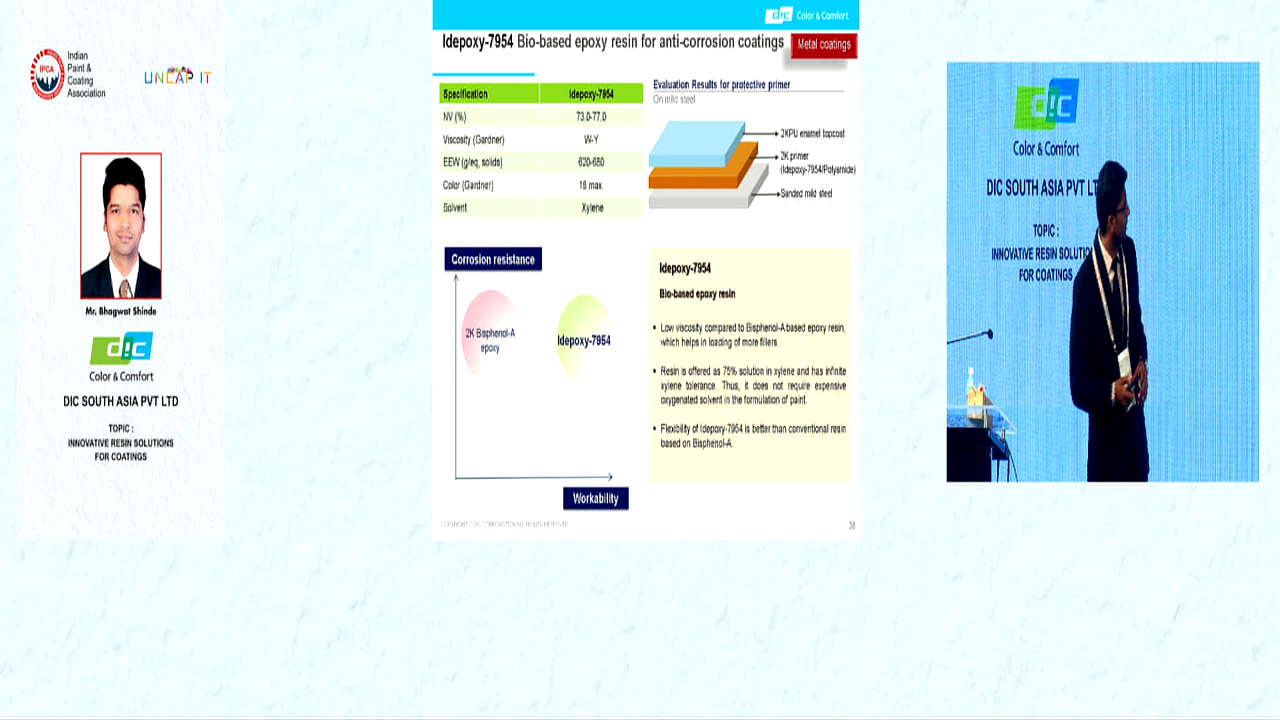 IPCA
Indian
Paint &
Coating
Association
UNCAP IT
Mr. Bhagwat Shinde
dic
Color & Comfort
DIC SOUTH ASIA PVT LTD
TOPIC :
INNOVATIVE RESIN SOLUTIONS
FOR COATINGS
dic Color & Comfort
Idepoxy-7954 Bio-based epoxy resin for anti-corrosion coatings
Metal coatings
Specification Idepoxy-7954
NV (%) 73.0-77.0
Viscosity (Gardner) W-Y
EEW (g/eq, solids) 620-680
Color (Gardner) 18 max.
Solvent Xylene
Evaluation Results for protective primer
On mild steel
2KPU enamel topcoat
2K primer
(Idepoxy-7954/Polyamide)
Sanded mild steel
Corrosion resistance
2K Bisphenol-A
epoxy
Idepoxy-7954
Workability
Idepoxy-7954
Bio-based epoxy resin
• Low viscosity compared to Bisphenol-A based epoxy resin,
which helps in loading of more fillers.
• Resin is offered as 75% solution in xylene and has infinite
xylene tolerance. Thus, it does not require expensive
oxygenated solvent in the formulation of paint.
• Flexibility of Idepoxy-7954 is better than conventional resin
based on Bisphenol-A.
COPYRIGHT © DIC CORPORATION ALL RIGHTS RESERVED.
dic
Color & Comfort
DIC SOUTH ASIA PVT LT
TOPIC :
INNOVATIVE RESIN SOLUTIO
FOR COATINGS